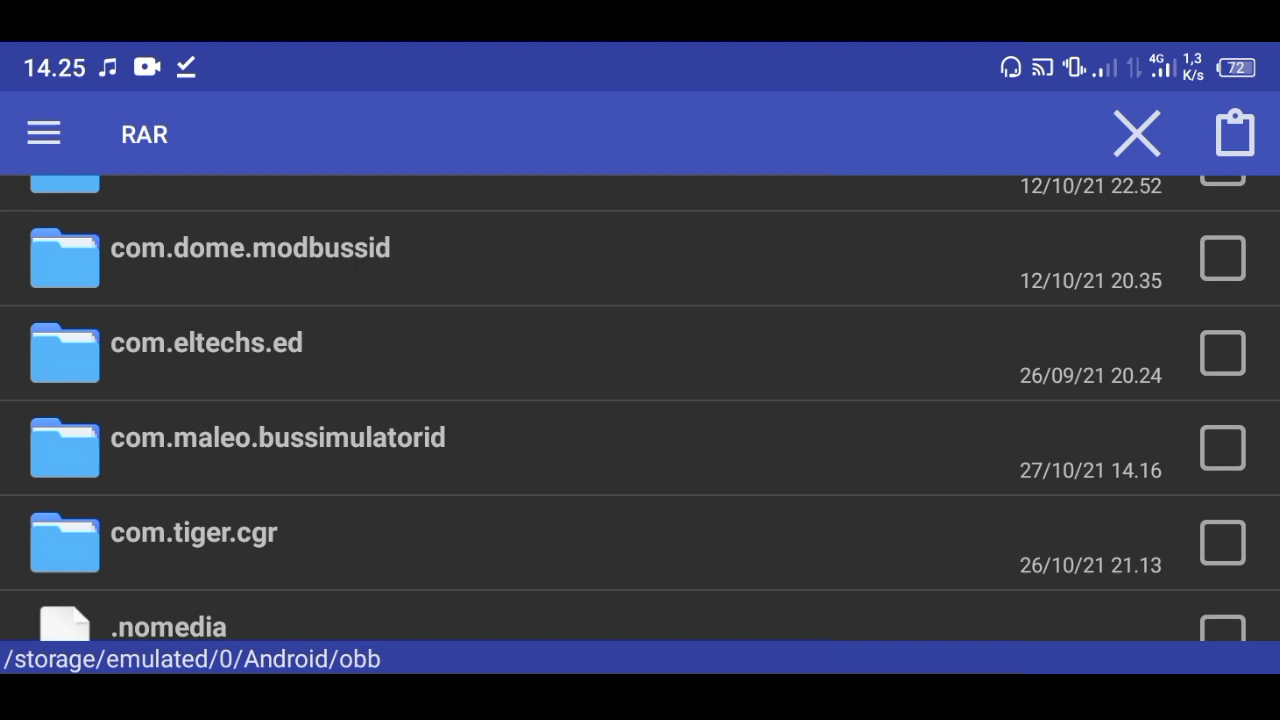 14.25 4G 1,3 K/s 72
RAR
12/10/21 22.52
com.dome.modbussid
12/10/21 20.35
com.eltechs.ed
26/09/21 20.24
com.maleo.bussimulatorid
27/10/21 14.16
com.tiger.cgr
26/10/21 21.13
.nomedia
/storage/emulated/0/Android/obb